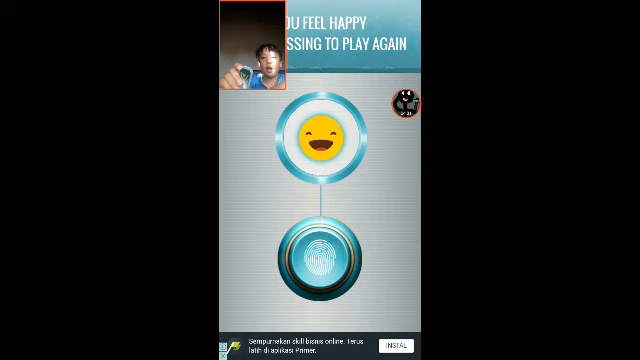 OU FEEL HAPPY
SSING TO PLAY AGAIN
Sempurnakan skill bisnis online. Terus
latih di aplikasi Primer.
INSTAL